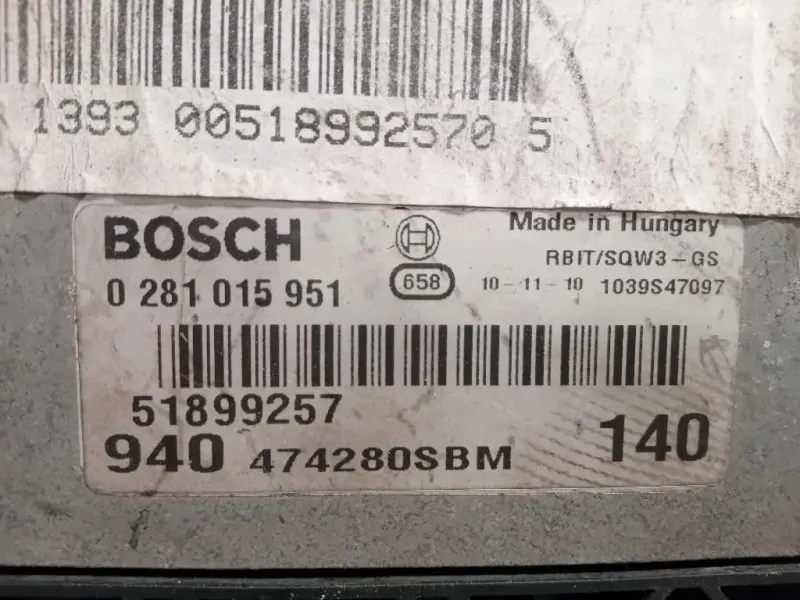 1393 00518992570 5
BOSCH Made in Hungary
RBIT/SQW3-GS
0 281 015 951 658 10-11-10 1039S47097
51899257
940 474280SBM 140